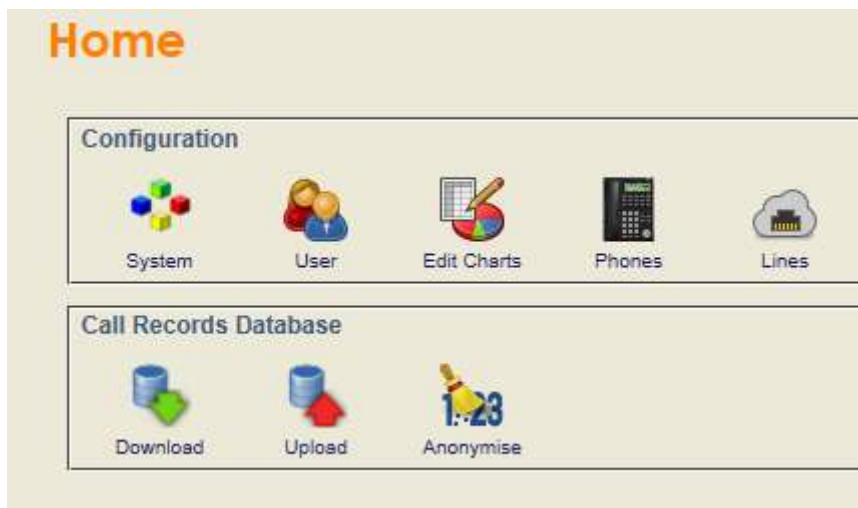 Home
Configuration
System User Edit Charts Phones Lines
Call Records Database
Download Upload Anonymise